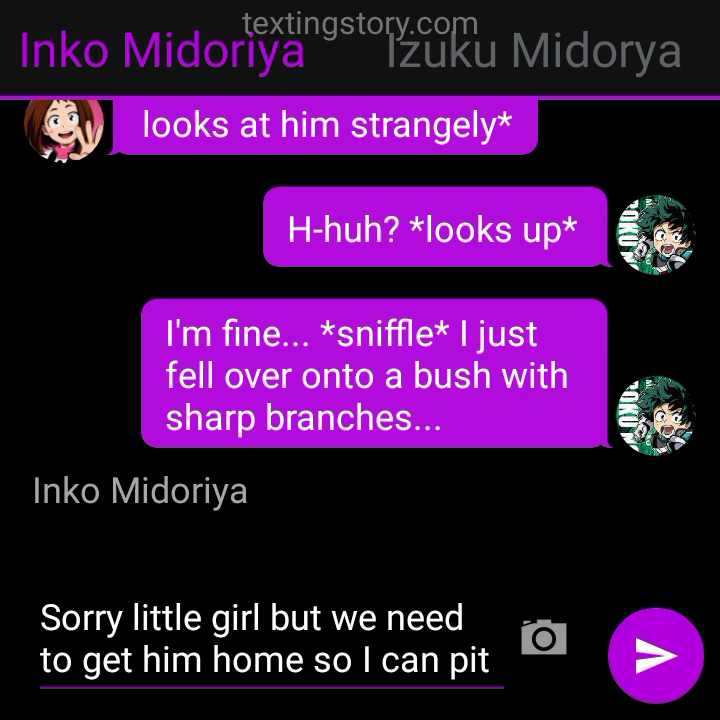 textingstory.com
Inko Midoriya Izuku Midorya
looks at him strangely*
H-huh? *looks up*
I'm fine... *sniffle* I just
fell over onto a bush with
sharp branches...
Inko Midoriya
Sorry little girl but we need
to get him home so I can pit